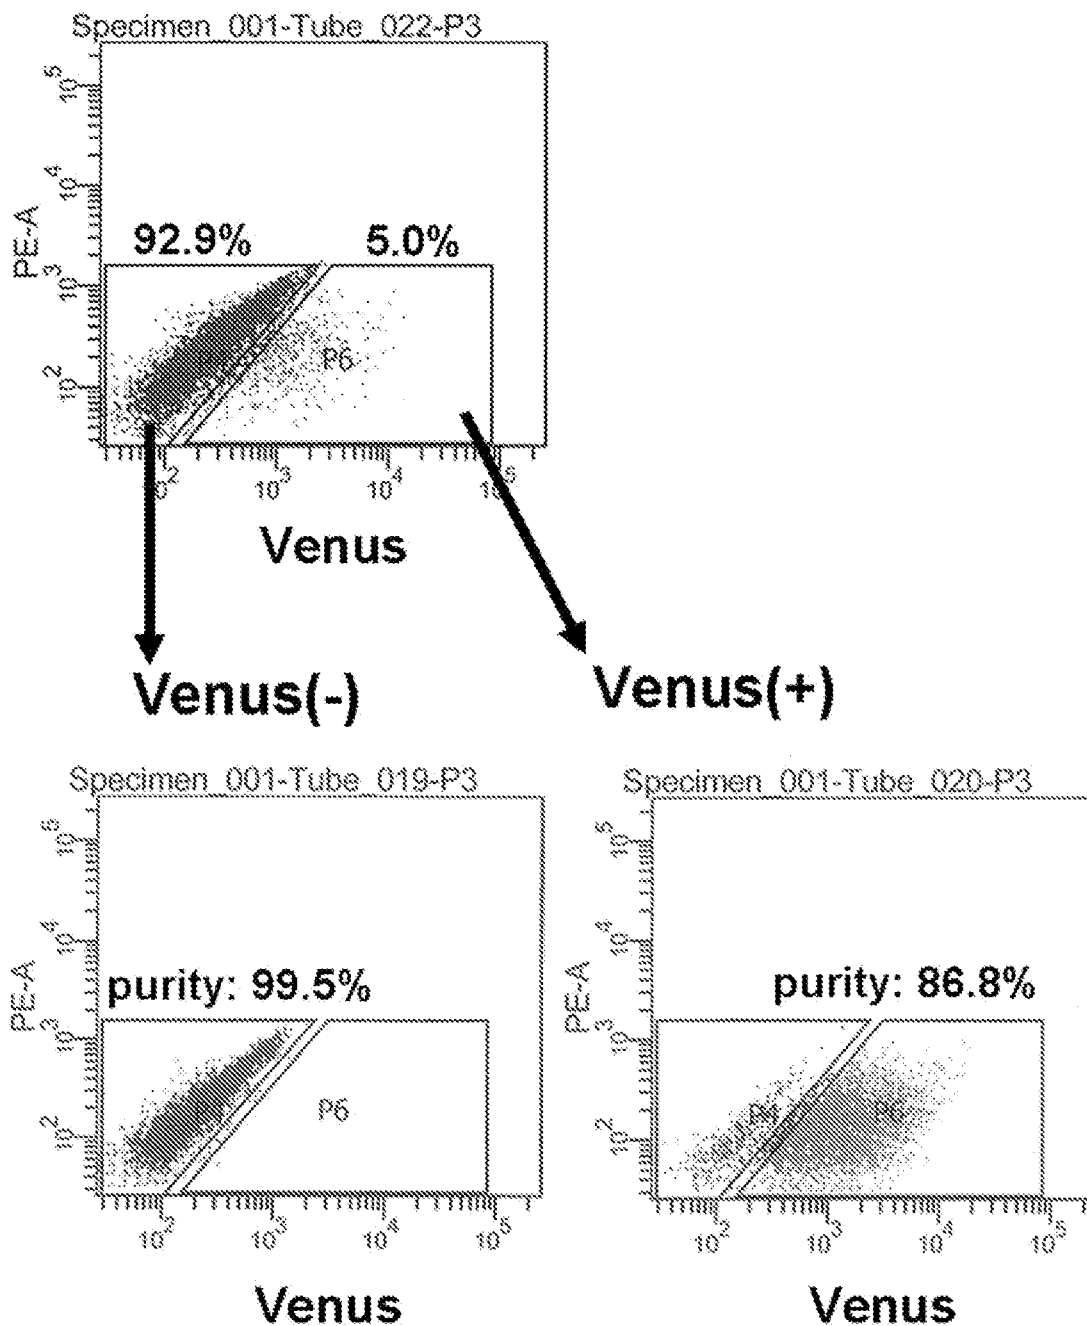 Specimen_001-Tube_022-P3
10^5
10^4
10^3
10^2
PE-A
92.9%
5.0%
P6
10^2
10^3
10^4
10^5
Venus
Venus(-)
Venus(+)
Specimen_001-Tube_019-P3
10^5
10^4
10^3
10^2
PE-A
purity: 99.5%
P6
10^2
10^3
10^4
10^5
Venus
Specimen_001-Tube_020-P3
10^5
10^4
10^3
10^2
PE-A
purity: 86.8%
P4
P6
10^2
10^3
10^4
10^5
Venus